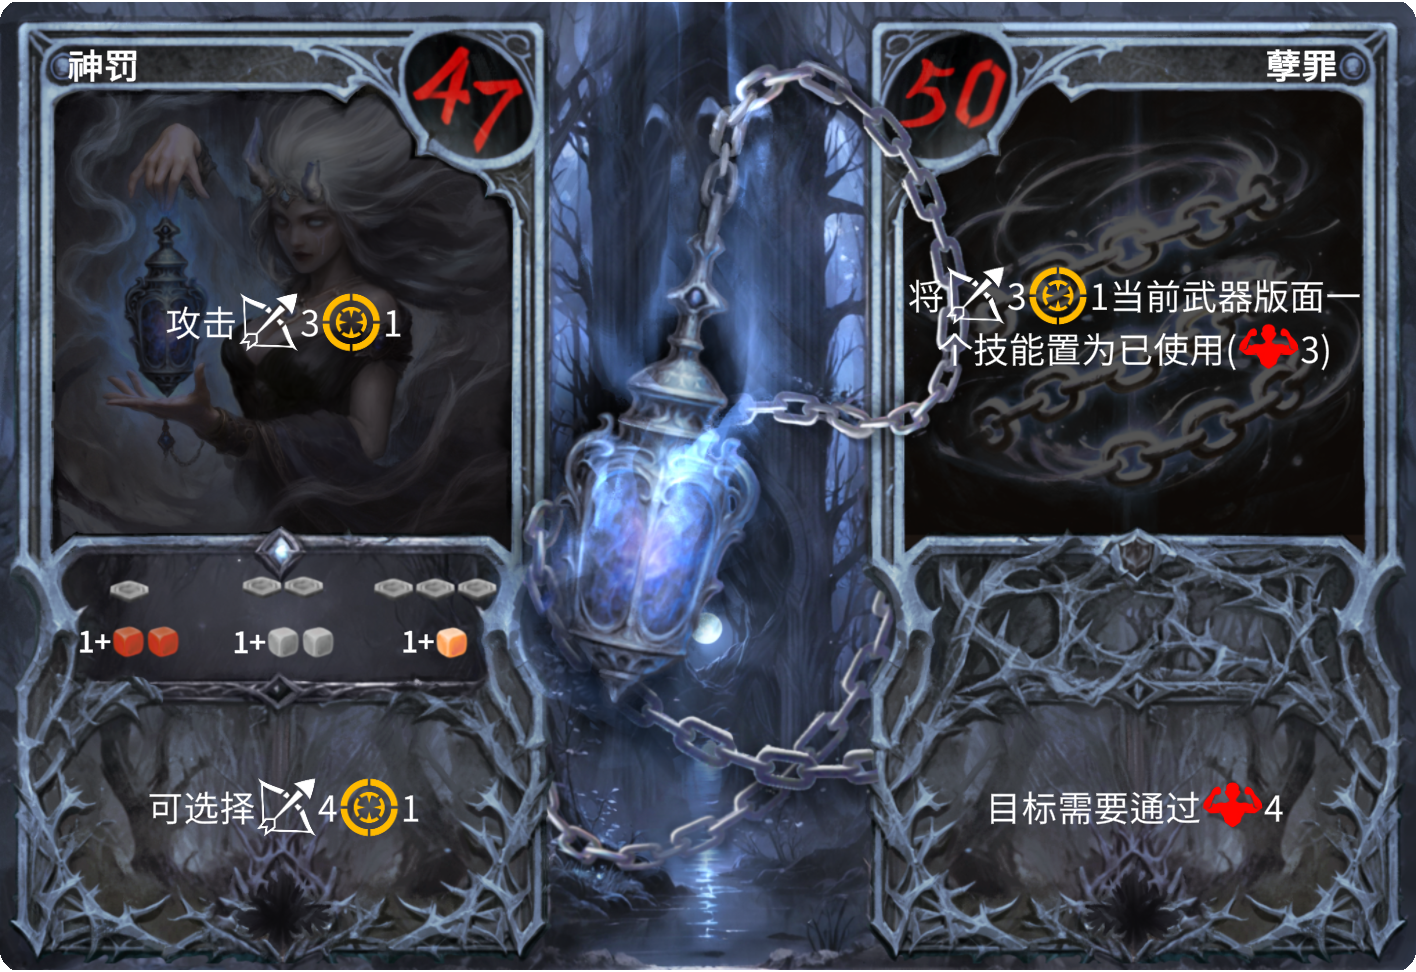 神罚
47
攻击3 1
1+ 1+ 1+
可选择4 1
50
孽罪
将3 1当前武器版面一
个技能置为已使用( 3)
目标需要通过 4